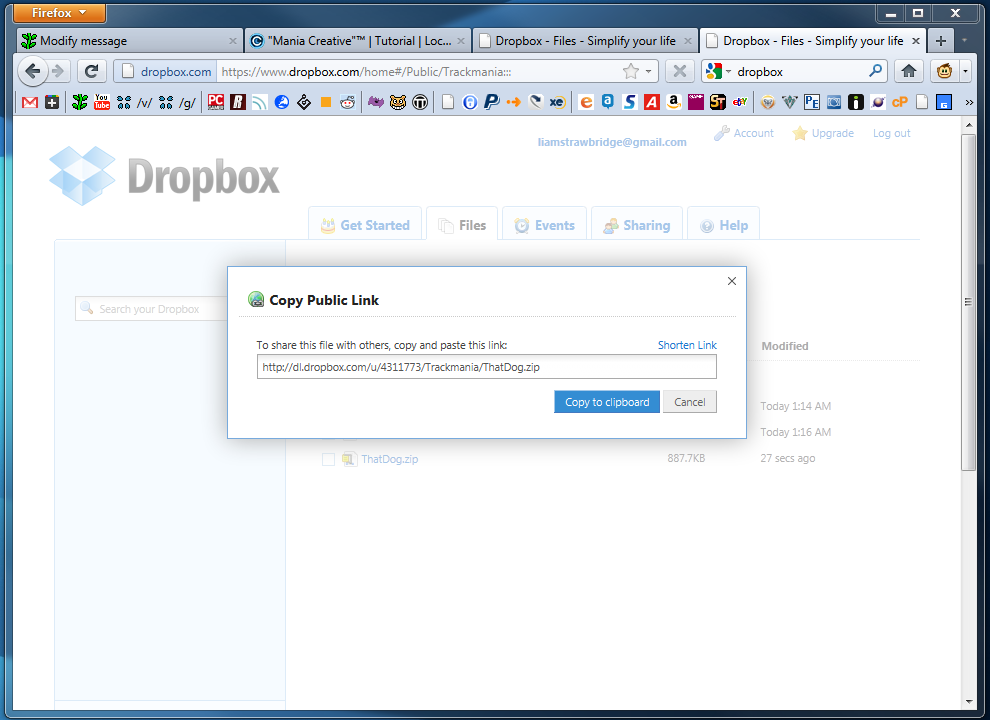 Firefox
Modify message
"Mania Creative"™ | Tutorial | Loc...
Dropbox - Files - Simplify your life
Dropbox - Files - Simplify your life
dropbox.com
https://www.dropbox.com/home#/Public/Trackmania:::
dropbox
You Tube
/v/
/g/
PC
liamstrawbridge@gmail.com
Account
Upgrade
Log out
Dropbox
Get Started
Files
Events
Sharing
Help
Search your Dropbox
Copy Public Link
To share this file with others, copy and paste this link:
Shorten Link
http://dl.dropbox.com/u/4311773/Trackmania/ThatDog.zip
Copy to clipboard
Cancel
Modified
Today 1:14 AM
Today 1:16 AM
ThatDog.zip
887.7KB
27 secs ago